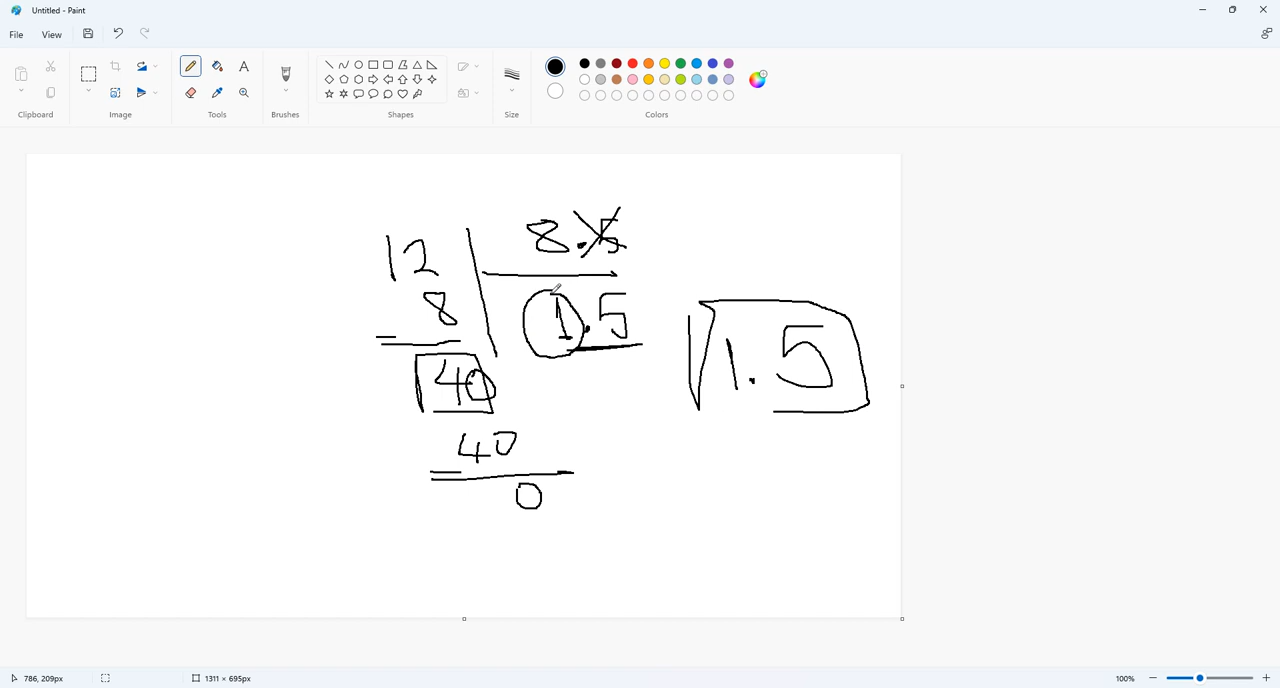 Untitled - Paint
File View
Clipboard Image Tools Brushes Shapes Size Colors
A
8.5
12
8
1.5
1.5
40
40
0
786, 209px 1311 × 695px 100%